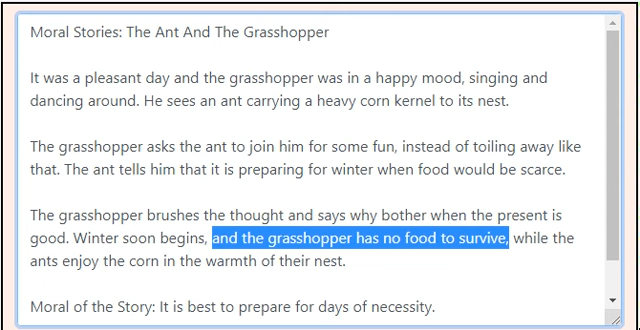 Moral Stories: The Ant And The Grasshopper
It was a pleasant day and the grasshopper was in a happy mood, singing and
dancing around. He sees an ant carrying a heavy corn kernel to its nest.
The grasshopper asks the ant to join him for some fun, instead of toiling away like
that. The ant tells him that it is preparing for winter when food would be scarce.
The grasshopper brushes the thought and says why bother when the present is
good. Winter soon begins, and the grasshopper has no food to survive, while the
ants enjoy the corn in the warmth of their nest.
Moral of the Story: It is best to prepare for days of necessity.